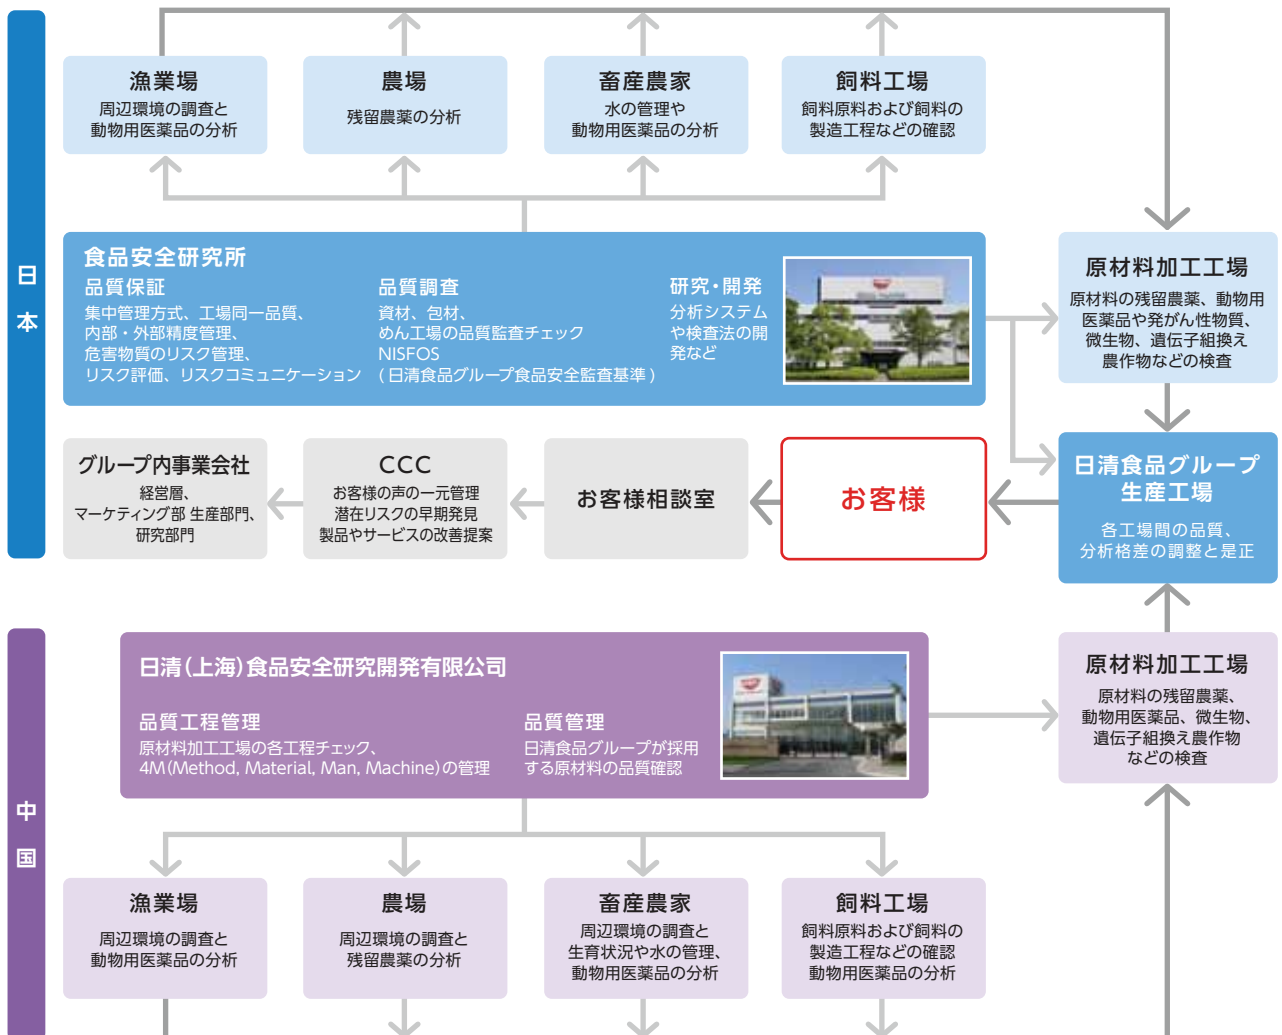 日本
漁業場
周辺環境の調査と
動物用医薬品の分析
農場
残留農薬の分析
畜産農家
水の管理や
動物用医薬品の分析
飼料工場
飼料原料および飼料の
製造工程などの確認
食品安全研究所
品質保証
集中管理方式、工場同一品質、
内部・外部精度管理、
危害物質のリスク管理、
リスク評価、リスクコミュニケーション
品質調査
資材、包材、
めん工場の品質監査チェック
NISFOS
(日清食品グループ食品安全監査基準)
研究・開発
分析システム
や検査法の開
発など
原材料加工工場
原材料の残留農薬、動物用
医薬品や発がん性物質、
微生物、遺伝子組換え
農作物などの検査
グループ内事業会社
経営層、
マーケティング部 生産部門、
研究部門
CCC
お客様の声の一元管理
潜在リスクの早期発見
製品やサービスの改善提案
お客様相談室
お客様
日清食品グループ
生産工場
各工場間の品質、
分析格差の調整と是正
中国
日清(上海)食品安全研究開発有限公司
品質工程管理
原材料加工工場の各工程チェック、
4M(Method, Material, Man, Machine)の管理
品質管理
日清食品グループが採用
する原材料の品質確認
原材料加工工場
原材料の残留農薬、
動物用医薬品、微生物、
遺伝子組換え農作物
などの検査
漁業場
周辺環境の調査と
動物用医薬品の分析
農場
周辺環境の調査と
残留農薬の分析
畜産農家
周辺環境の調査と
生育状況や水の管理、
動物用医薬品の分析
飼料工場
飼料原料および飼料の
製造工程などの確認
動物用医薬品の分析